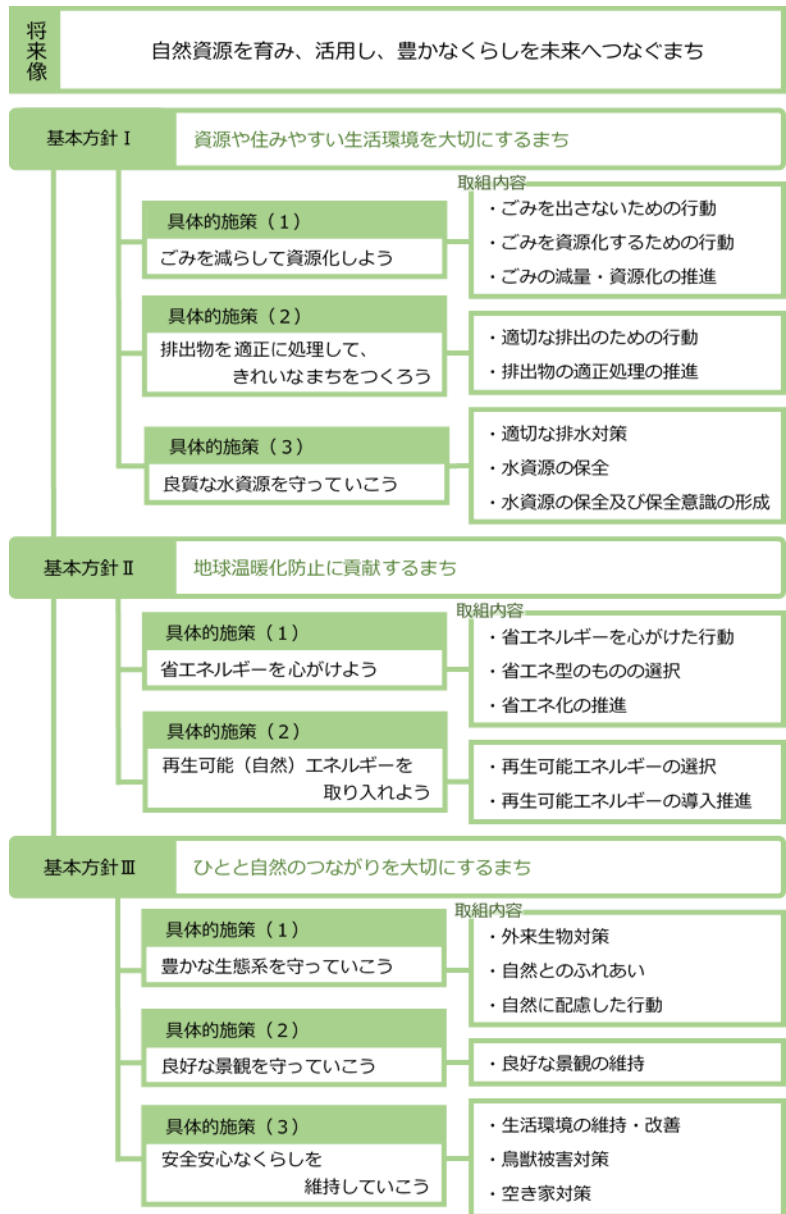 将来像
自然資源を育み、活用し、豊かなくらしを未来へつなぐまち
基本方針Ⅰ
資源や住みやすい生活環境を大切にするまち
取組内容
具体的施策（1）
ごみを減らして資源化しよう
・ごみを出さないための行動
・ごみを資源化するための行動
・ごみの減量・資源化の推進
具体的施策（2）
排出物を適正に処理して、
きれいなまちをつくろう
・適切な排出のための行動
・排出物の適正処理の推進
具体的施策（3）
良質な水資源を守っていこう
・適切な排水対策
・水資源の保全
・水資源の保全及び保全意識の形成
基本方針Ⅱ
地球温暖化防止に貢献するまち
取組内容
具体的施策（1）
省エネルギーを心がけよう
・省エネルギーを心がけた行動
・省エネ型のものの選択
・省エネ化の推進
具体的施策（2）
再生可能（自然）エネルギーを
取り入れよう
・再生可能エネルギーの選択
・再生可能エネルギーの導入推進
基本方針Ⅲ
ひとと自然のつながりを大切にするまち
取組内容
具体的施策（1）
豊かな生態系を守っていこう
・外来生物対策
・自然とのふれあい
・自然に配慮した行動
具体的施策（2）
良好な景観を守っていこう
・良好な景観の維持
具体的施策（3）
安全安心なくらしを
維持していこう
・生活環境の維持・改善
・鳥獣被害対策
・空き家対策